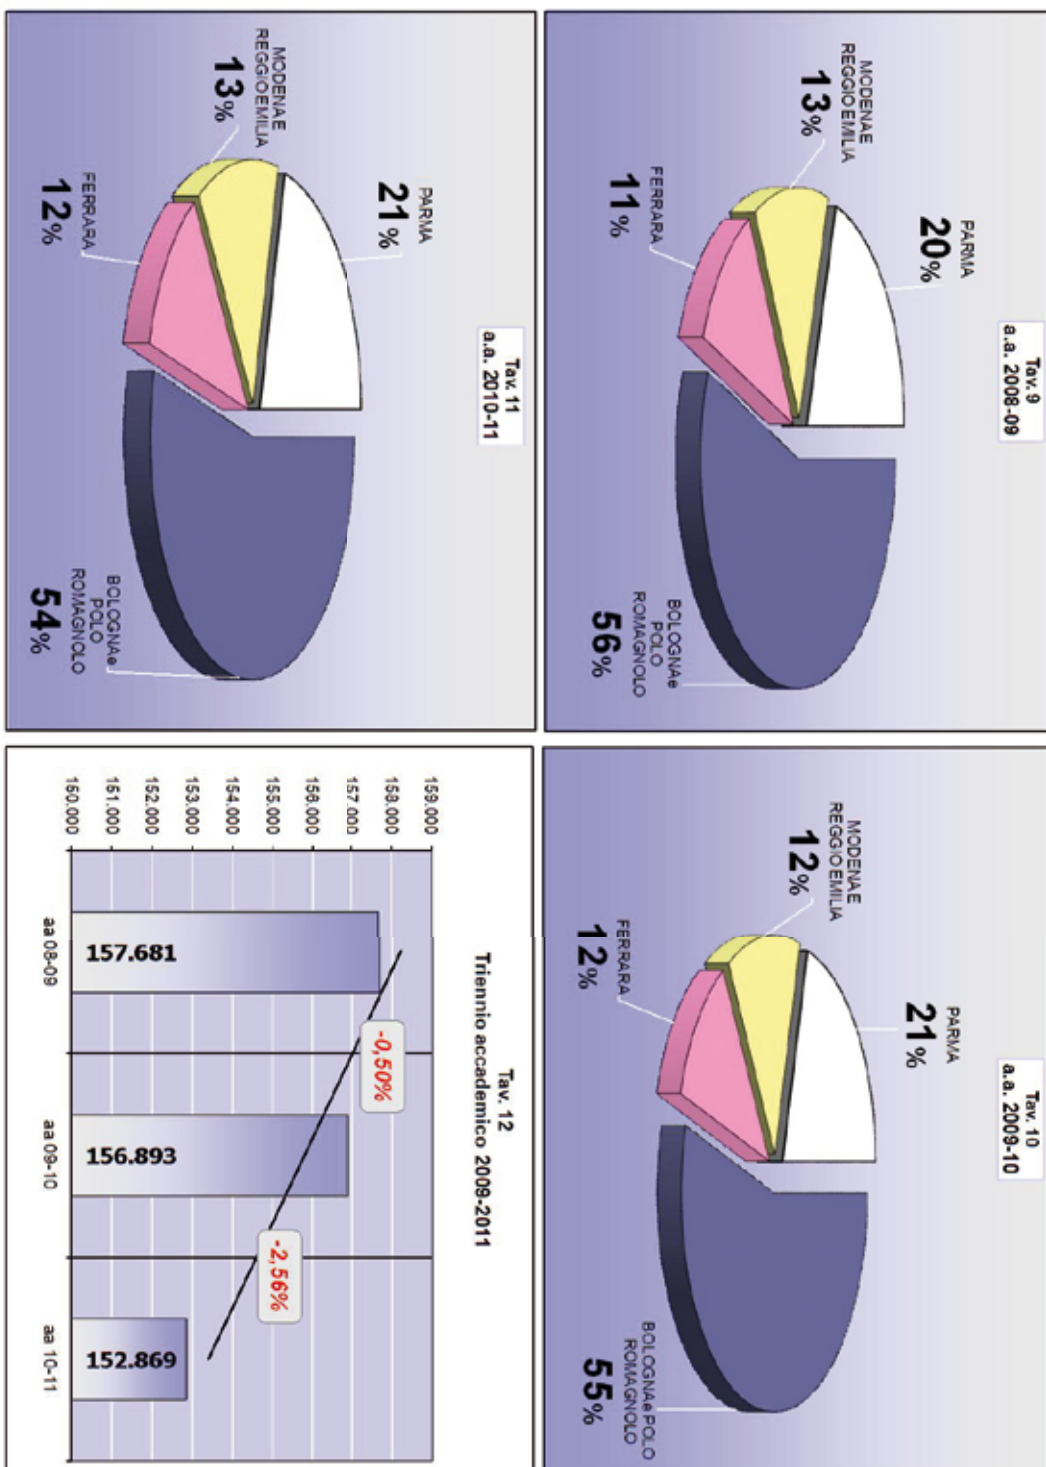 Tav. 9
a.a. 2008-09
PARMA
20%
MODENA E
REGGIO EMILIA
13%
FERRARA
11%
BOLOGNA e
POLO
ROMAGNOLO
56%
Tav. 10
a.a. 2009-10
PARMA
21%
MODENA E
REGGIO EMILIA
12%
FERRARA
12%
BOLOGNA e POLO
ROMAGNOLO
55%
Tav. 11
a.a. 2010-11
PARMA
21%
MODENA E
REGGIO EMILIA
13%
FERRARA
12%
BOLOGNA e
POLO
ROMAGNOLO
54%
Tav. 12
Triennio accademico 2009-2011
159.000
158.000
157.000
156.000
155.000
154.000
153.000
152.000
151.000
150.000
157.681
156.893
152.869
-0,50%
-2,56%
aa 08-09
aa 09-10
aa 10-11